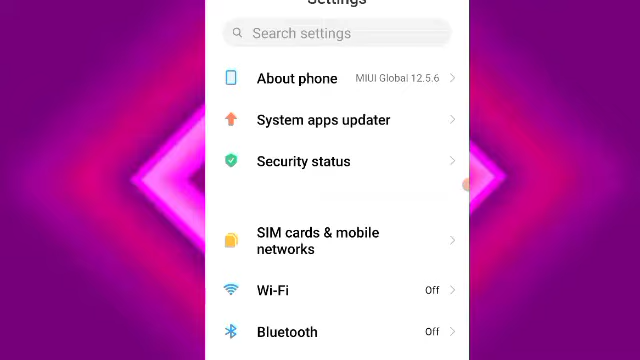 Settings
Search settings
About phone MIUI Global 12.5.6
System apps updater
Security status
SIM cards & mobile
networks
Wi-Fi Off
Bluetooth Off